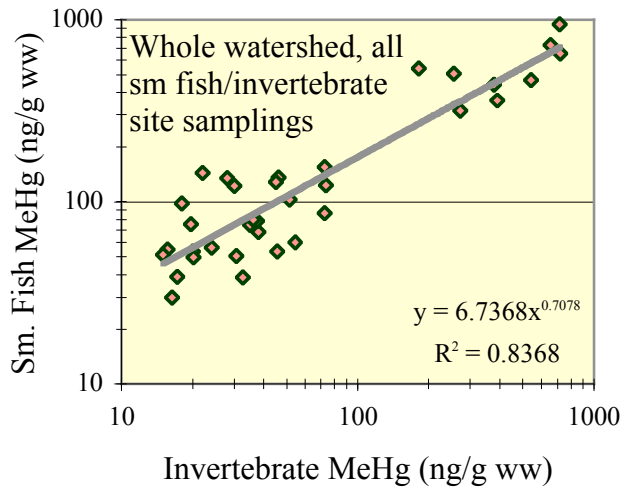 1000
Whole watershed, all
sm fish/invertebrate
site samplings
100
y = 6.7368x^0.7078
R² = 0.8368
10
10 100 1000
Sm. Fish MeHg (ng/g ww)
Invertebrate MeHg (ng/g ww)